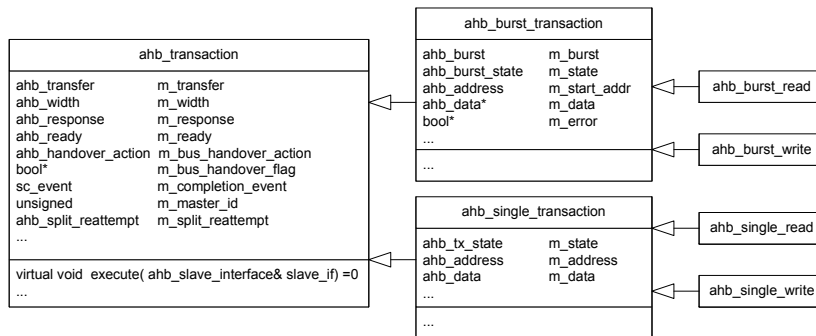 ahb_transaction
ahb_transfer m_transfer
ahb_width m_width
ahb_response m_response
ahb_ready m_ready
ahb_handover_action m_bus_handover_action
bool* m_bus_handover_flag
sc_event m_completion_event
unsigned m_master_id
ahb_split_reattempt m_split_reattempt
...
virtual void execute( ahb_slave_interface& slave_if) =0
...
ahb_burst_transaction
ahb_burst m_burst
ahb_burst_state m_state
ahb_address m_start_addr
ahb_data* m_data
bool* m_error
...
...
ahb_burst_read
ahb_burst_write
ahb_single_transaction
ahb_tx_state m_state
ahb_address m_address
ahb_data m_data
...
...
ahb_single_read
ahb_single_write